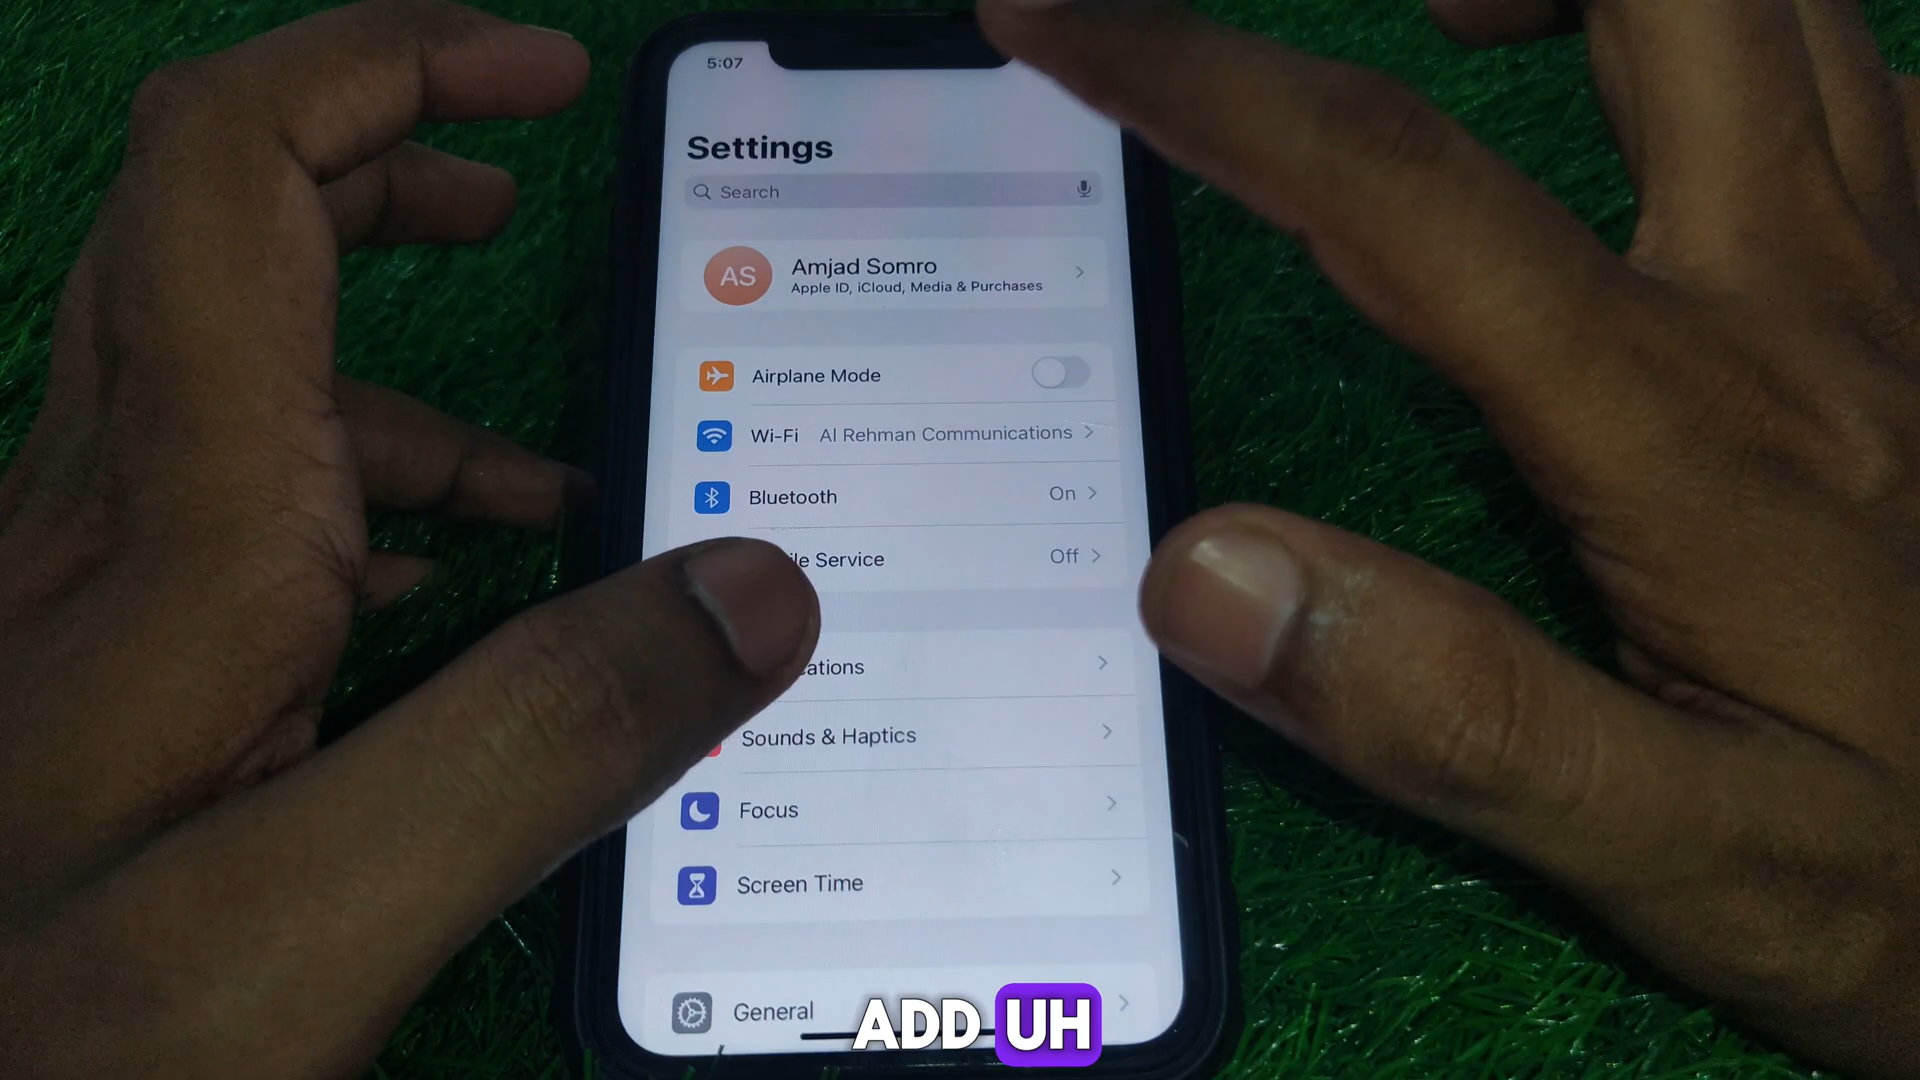 5:07
Settings
Search
AS
Amjad Somro
Apple ID, iCloud, Media & Purchases
Airplane Mode
Wi-Fi Al Rehman Communications
Bluetooth On
le Service Off
ations
Sounds & Haptics
Focus
Screen Time
General
ADD UH